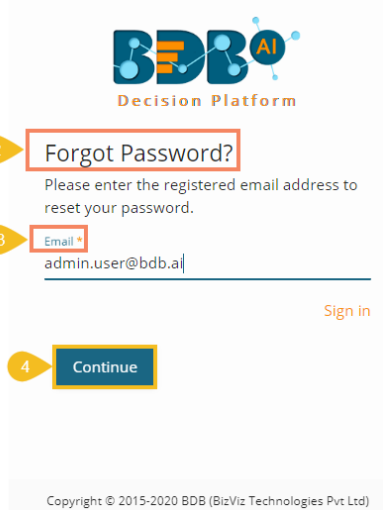 BDB AI
Decision Platform
Forgot Password?
Please enter the registered email address to
reset your password.
3
Email *
admin.user@bdb.ai
Sign in
4
Continue
Copyright © 2015-2020 BDB (BizViz Technologies Pvt Ltd)